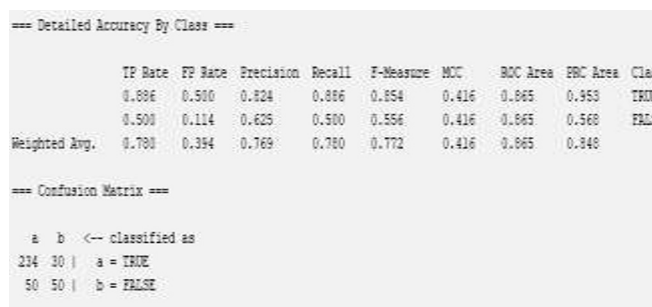 === Detailed Accuracy By Class ===
TP Rate FP Rate Precision Recall F-Measure MCC ROC Area PRC Area Cla
0.886 0.500 0.824 0.886 0.854 0.416 0.865 0.953 TRU
0.500 0.114 0.625 0.500 0.556 0.416 0.865 0.568 FAL
Weighted Avg. 0.780 0.394 0.769 0.780 0.772 0.416 0.865 0.848
=== Confusion Matrix ===
a b <-- classified as
234 30 | a = TRUE
50 50 | b = FALSE